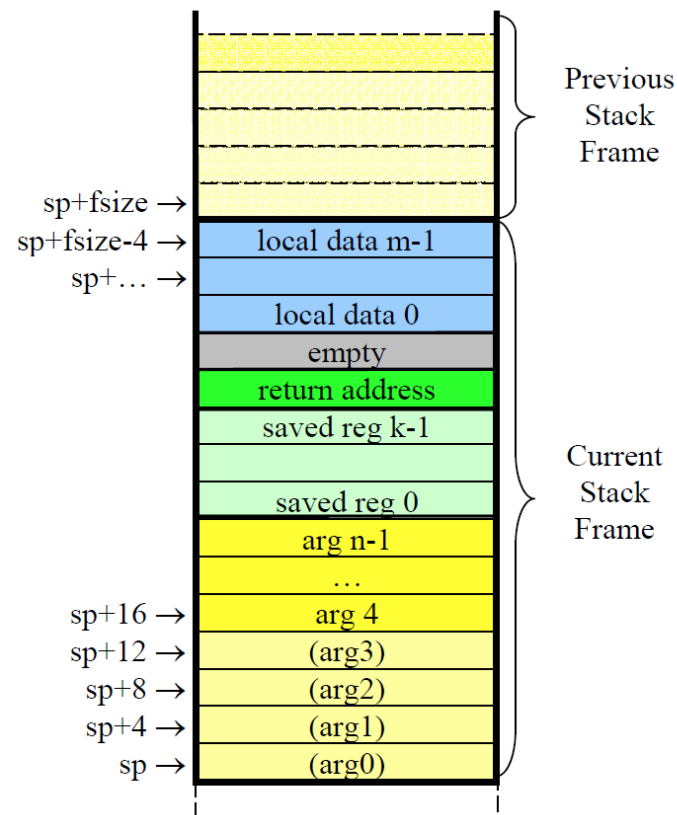 Previous
Stack
Frame
sp+fsize →
sp+fsize-4 → local data m-1
sp+… →
local data 0
empty
return address
saved reg k-1
Current
Stack
Frame
saved reg 0
arg n-1
…
sp+16 → arg 4
sp+12 → (arg3)
sp+8 → (arg2)
sp+4 → (arg1)
sp → (arg0)